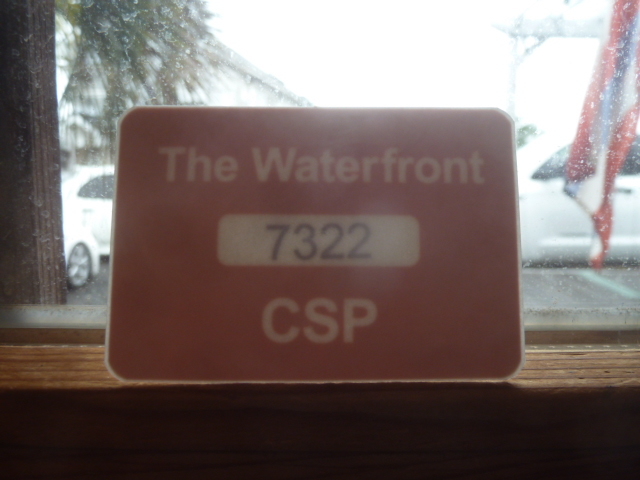 The Waterfront
7322
CSP